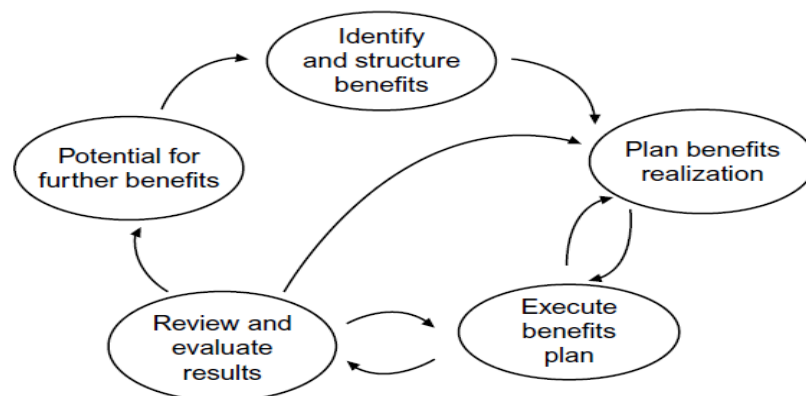 Identify
and structure
benefits
Potential for
further benefits
Plan benefits
realization
Review and
evaluate
results
Execute
benefits
plan